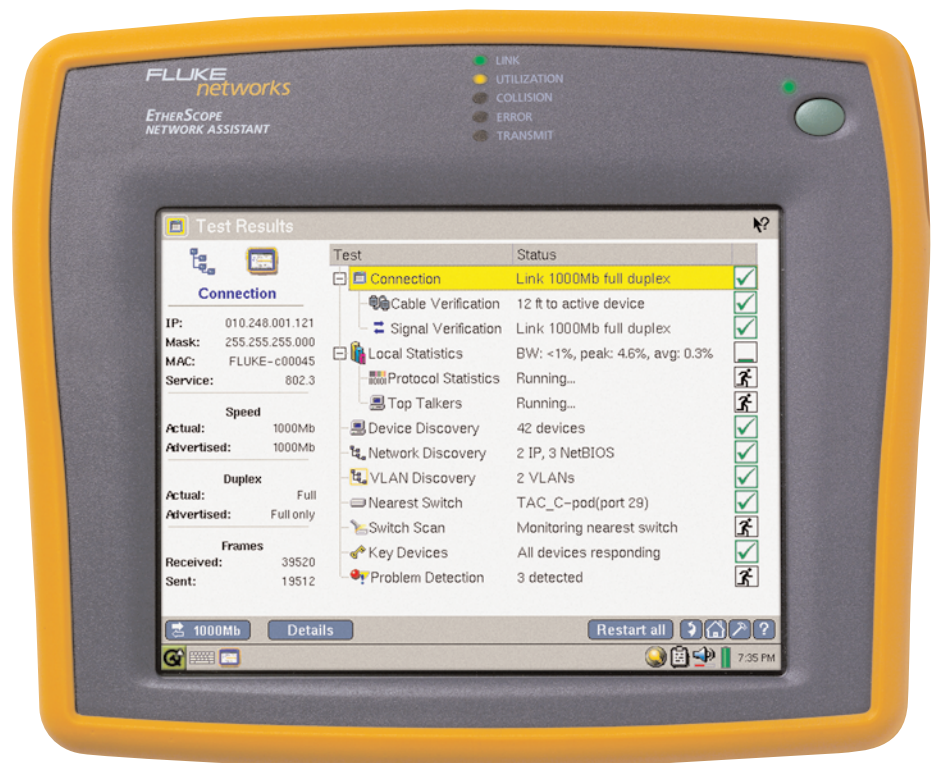 FLUKE
networks
ETHERSCOPE
NETWORK ASSISTANT
LINK
UTILIZATION
COLLISION
ERROR
TRANSMIT
Test Results
Connection
IP: 010.248.001.121
Mask: 255.255.255.000
MAC: FLUKE-c00045
Service: 802.3
Speed
Actual: 1000Mb
Advertised: 1000Mb
Duplex
Actual: Full
Advertised: Full only
Frames
Received: 39520
Sent: 19512
Test Status
Connection Link 1000Mb full duplex
Cable Verification 12 ft to active device
Signal Verification Link 1000Mb full duplex
Local Statistics BW: <1%, peak: 4.6%, avg: 0.3%
Protocol Statistics Running...
Top Talkers Running...
Device Discovery 42 devices
Network Discovery 2 IP, 3 NetBIOS
VLAN Discovery 2 VLANs
Nearest Switch TAC_C-pod(port 29)
Switch Scan Monitoring nearest switch
Key Devices All devices responding
Problem Detection 3 detected
1000Mb Details Restart all ?
7:35 PM